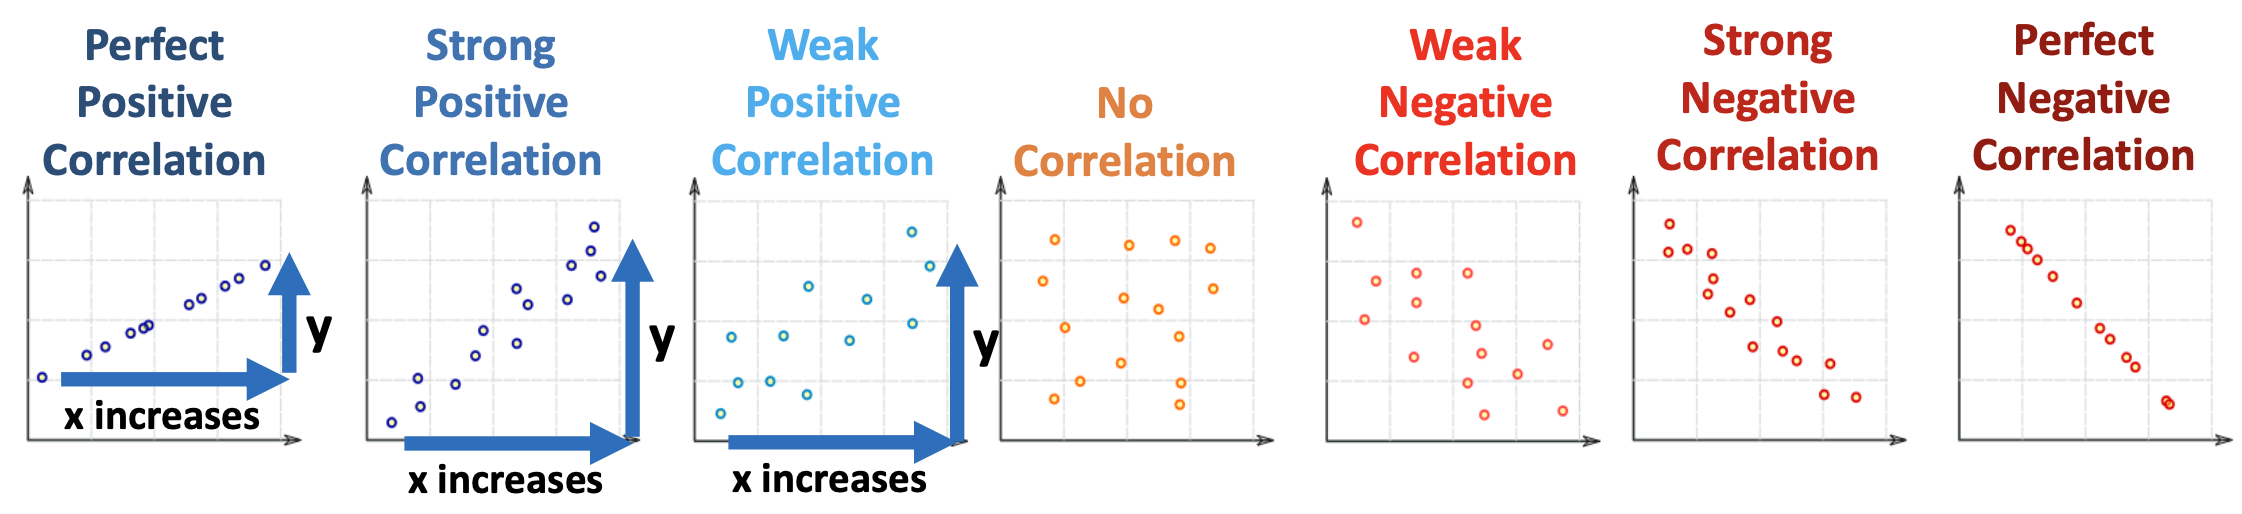 Perfect
Positive
Correlation
y
x increases
Strong
Positive
Correlation
y
x increases
Weak
Positive
Correlation
y
x increases
No
Correlation
Weak
Negative
Correlation
Strong
Negative
Correlation
Perfect
Negative
Correlation